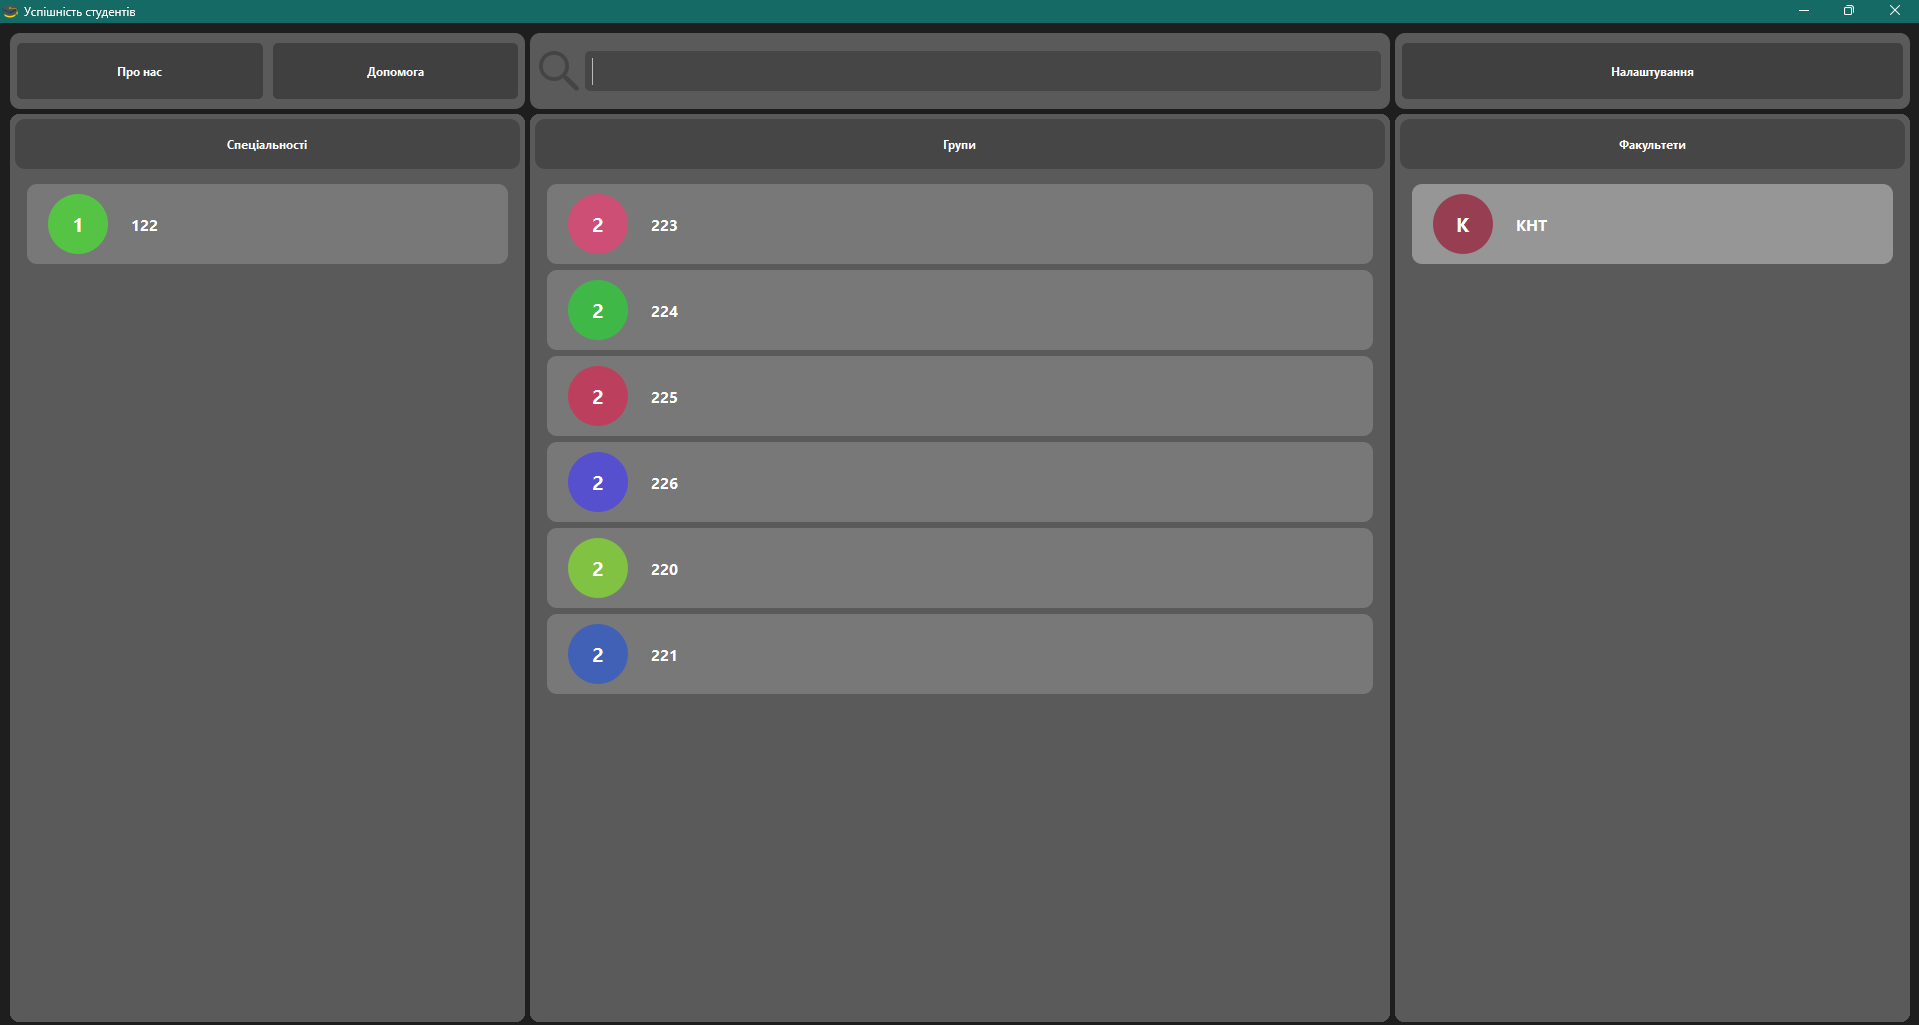 Успішність студентів
Про нас
Допомога
Налаштування
Спеціальності
1 122
Групи
2 223
2 224
2 225
2 226
2 220
2 221
Факультети
К КНТ